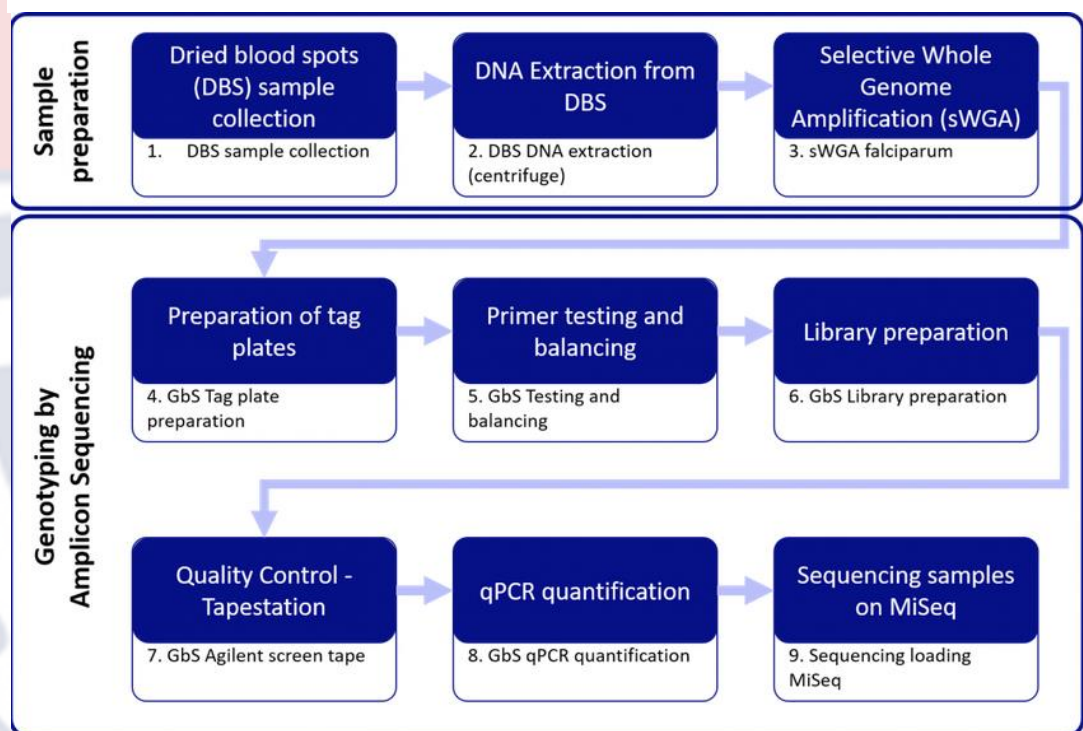 Sample
preparation
Dried blood spots
(DBS) sample
collection
1. DBS sample collection
DNA Extraction from
DBS
2. DBS DNA extraction
(centrifuge)
Selective Whole
Genome
Amplification (sWGA)
3. sWGA falciparum
Genotyping by
Amplicon Sequencing
Preparation of tag
plates
4. GbS Tag plate
preparation
Primer testing and
balancing
5. GbS Testing and
balancing
Library preparation
6. GbS Library preparation
Quality Control -
Tapestation
7. GbS Agilent screen tape
qPCR quantification
8. GbS qPCR quantification
Sequencing samples
on MiSeq
9. Sequencing loading
MiSeq